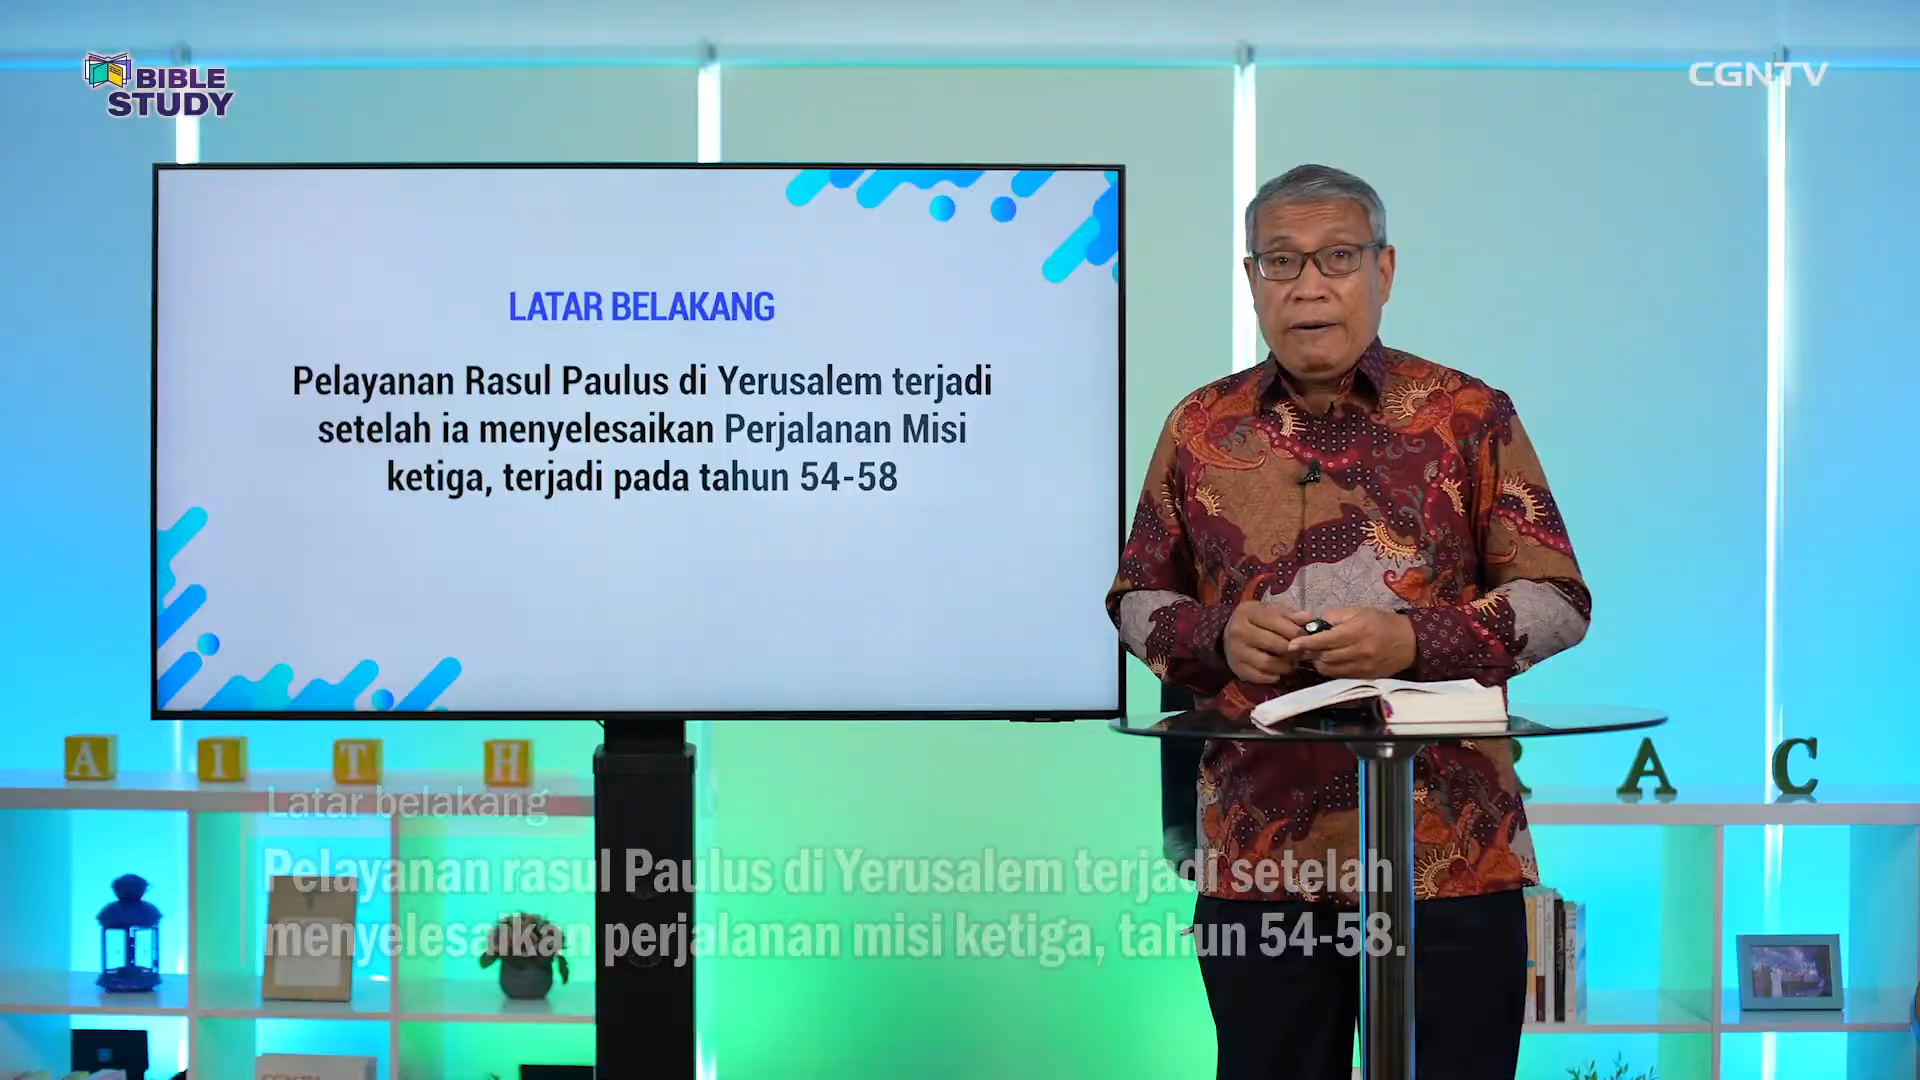 BIBLE
STUDY
CGNTV
LATAR BELAKANG
Pelayanan Rasul Paulus di Yerusalem terjadi
setelah ia menyelesaikan Perjalanan Misi
ketiga, terjadi pada tahun 54-58
A I T H
A C
Latar belakang
Pelayanan rasul Paulus di Yerusalem terjadi setelah
menyelesaikan perjalanan misi ketiga, tahun 54-58.